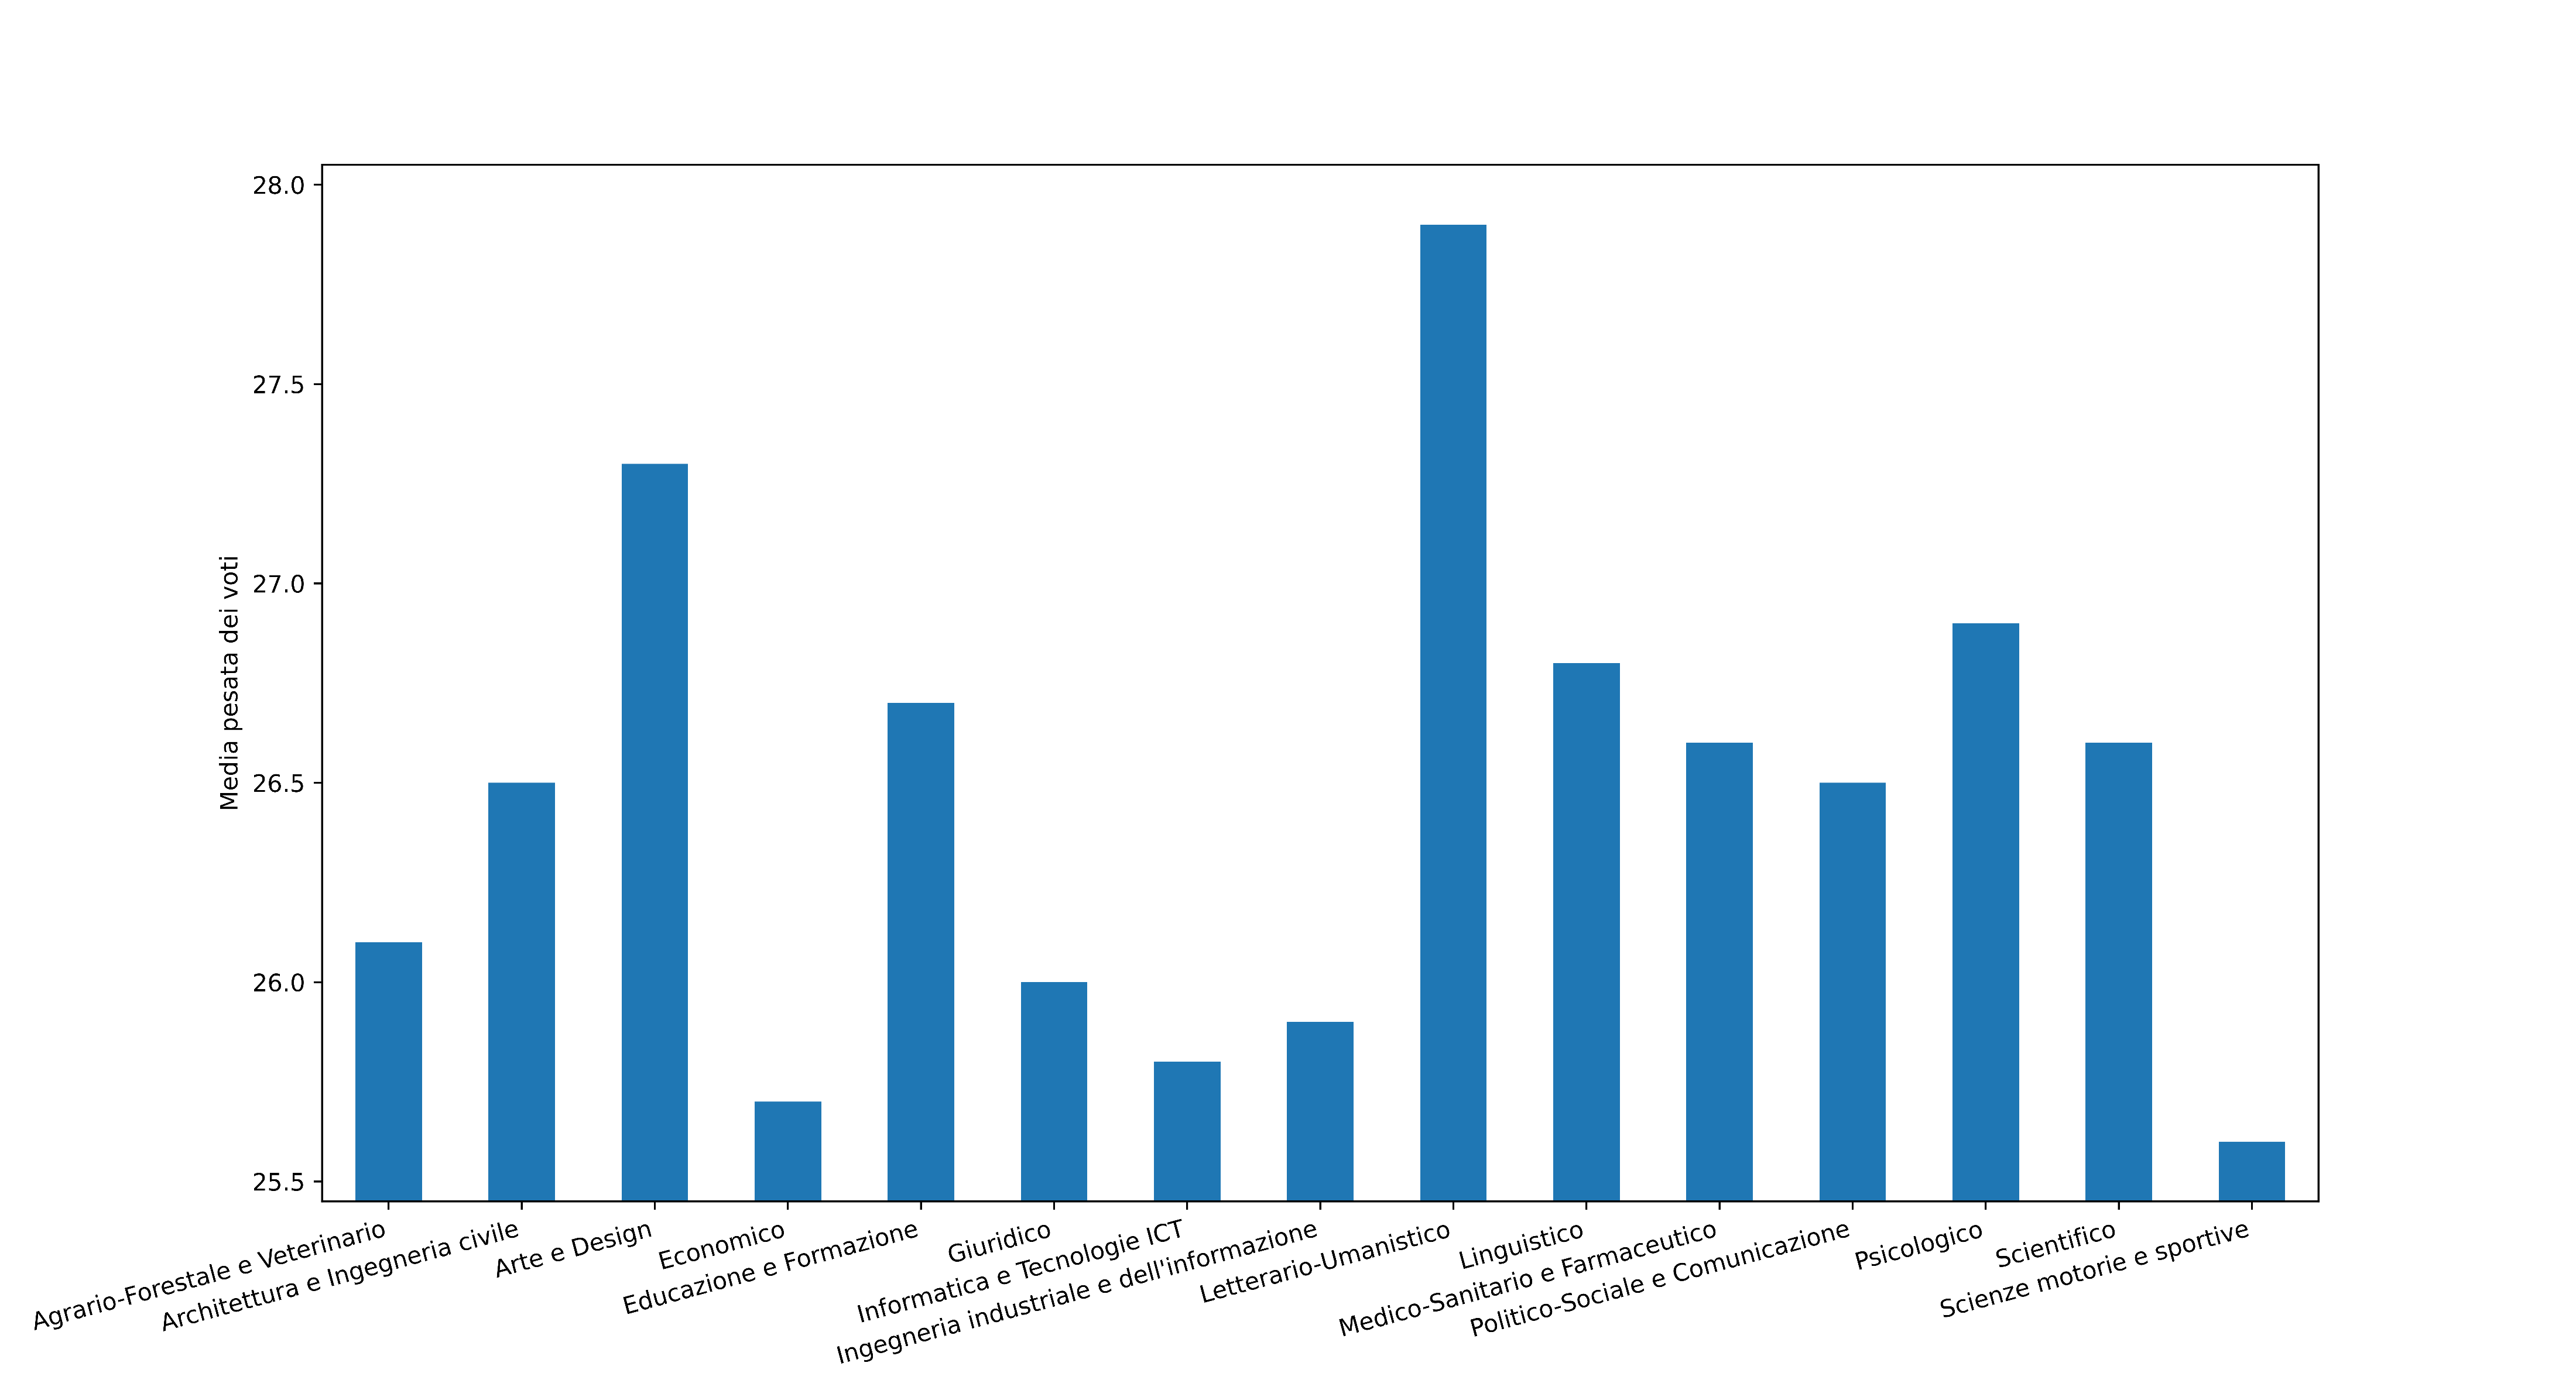 28.0
27.5
27.0
26.5
26.0
25.5
Media pesata dei voti
Agrario-Forestale e Veterinario
Architettura e Ingegneria civile
Arte e Design
Economico
Educazione e Formazione
Giuridico
Informatica e Tecnologie ICT
Ingegneria industriale e dell'informazione
Letterario-Umanistico
Linguistico
Medico-Sanitario e Farmaceutico
Politico-Sociale e Comunicazione
Psicologico
Scientifico
Scienze motorie e sportive